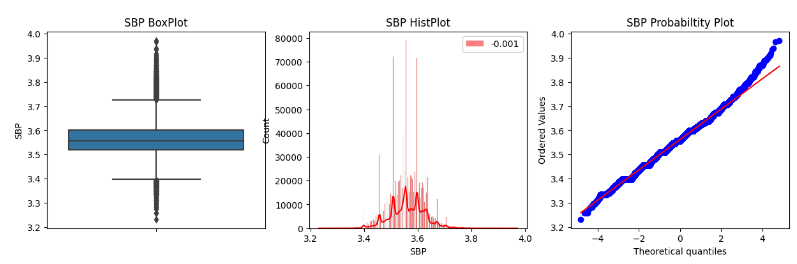 SBP BoxPlot
SBP
4.0
3.9
3.8
3.7
3.6
3.5
3.4
3.3
3.2
SBP HistPlot
Count
80000
70000
60000
50000
40000
30000
20000
10000
0
-0.001
3.2 3.4 3.6 3.8 4.0
SBP
SBP Probabiltity Plot
Ordered Values
4.0
3.9
3.8
3.7
3.6
3.5
3.4
3.3
3.2
−4 −2 0 2 4
Theoretical quantiles